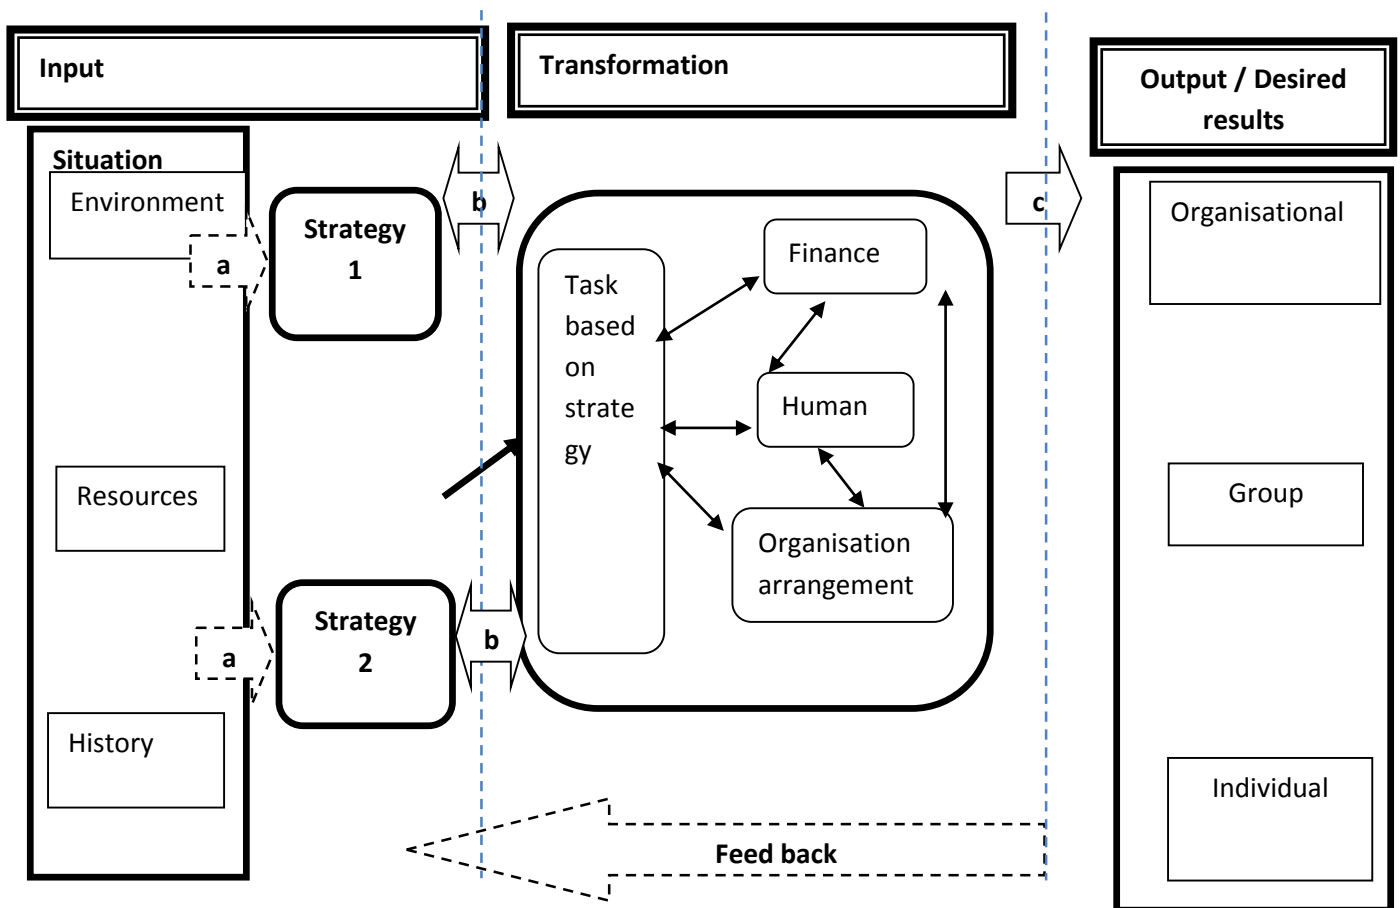 Input
Transformation
Output / Desired
results
Situation
Environment
a
Strategy
1
b
Resources
a
Strategy
2
b
History
Task
based
on
strate
gy
Finance
Human
Organisation
arrangement
c
Organisational
Group
Individual
Feed back